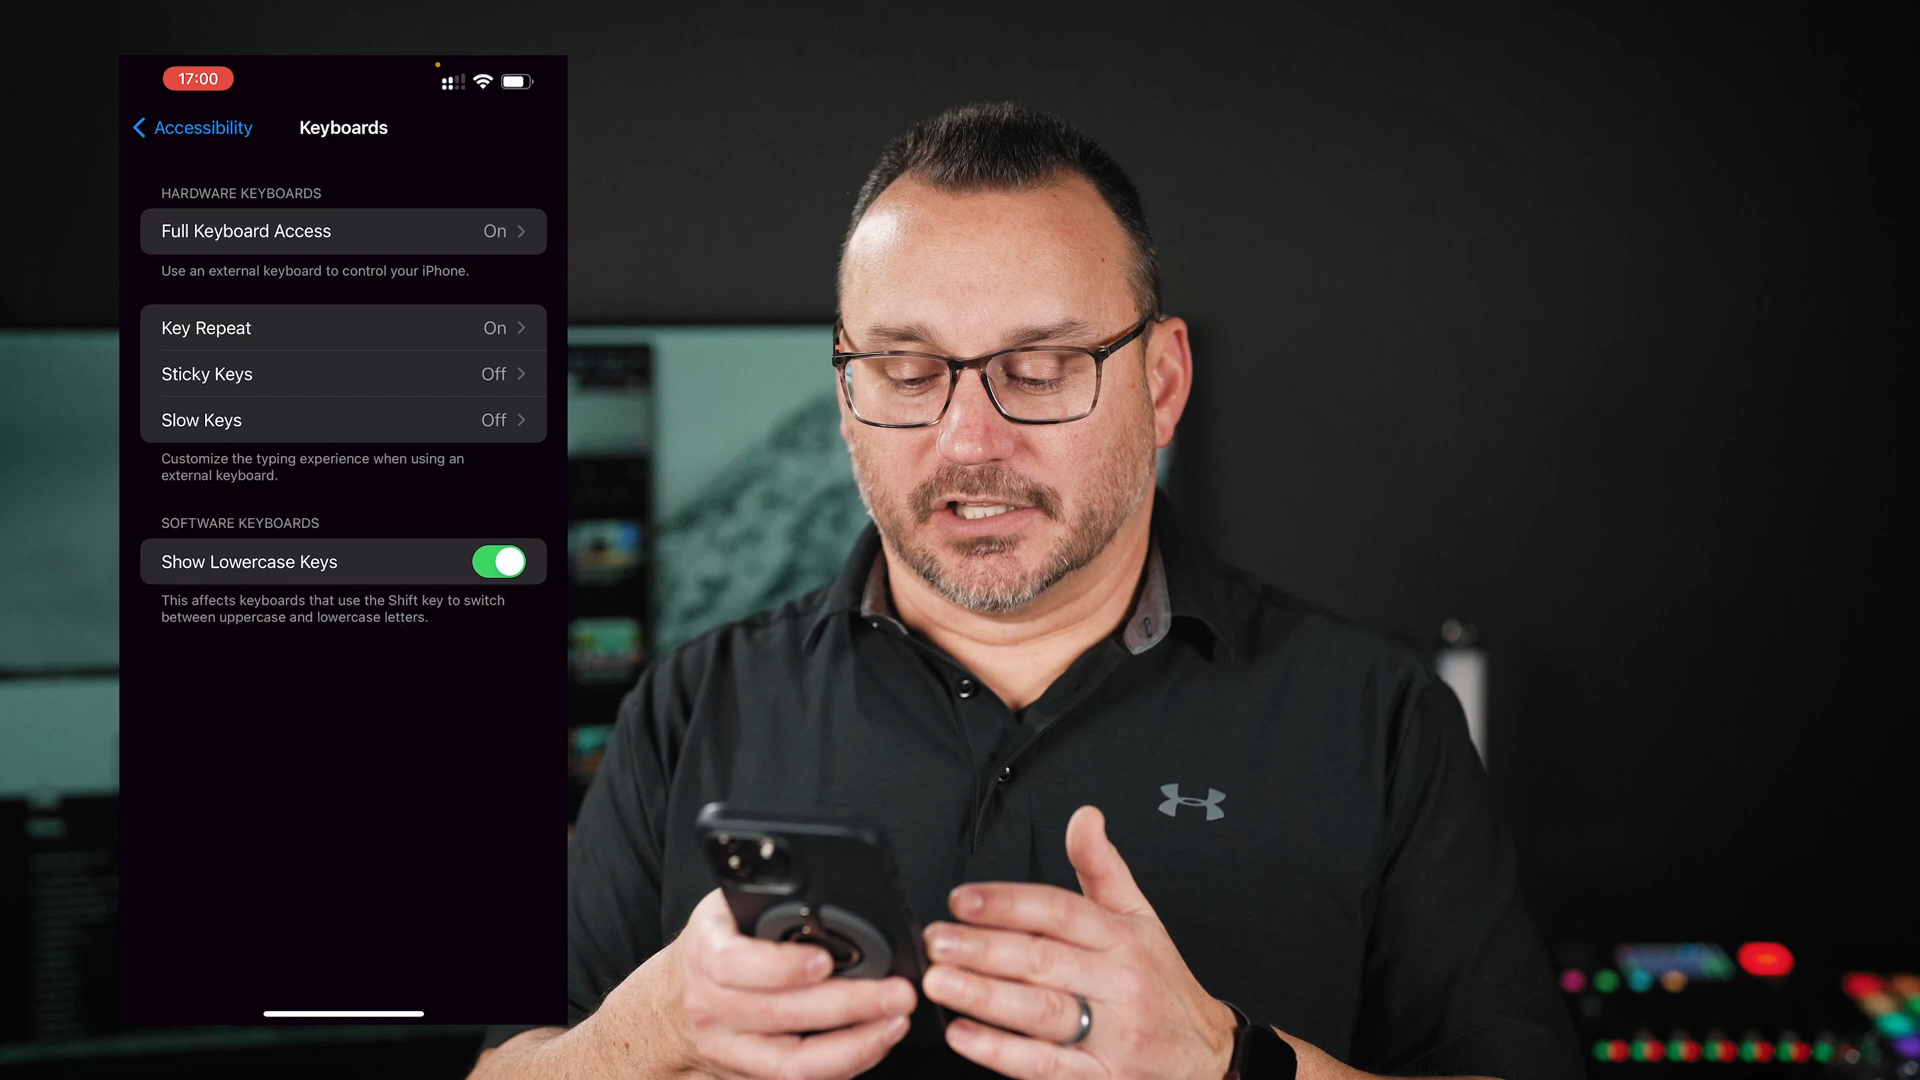 17:00
Accessibility
Keyboards
HARDWARE KEYBOARDS
Full Keyboard Access On
Use an external keyboard to control your iPhone.
Key Repeat On
Sticky Keys Off
Slow Keys Off
Customize the typing experience when using an
external keyboard.
SOFTWARE KEYBOARDS
Show Lowercase Keys
This affects keyboards that use the Shift key to switch
between uppercase and lowercase letters.